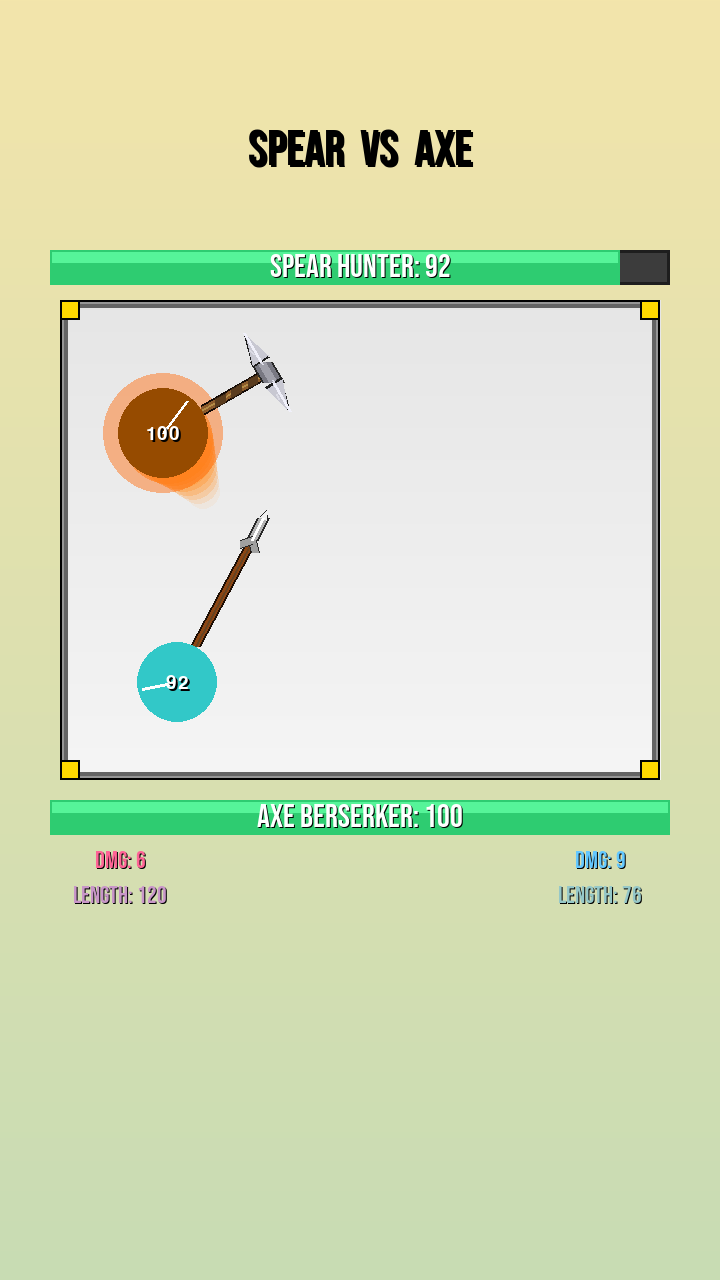 SPEAR VS AXE
SPEAR HUNTER: 92
100
92
AXE BERSERKER: 100
DMG: 6
DMG: 9
LENGTH: 120
LENGTH: 76